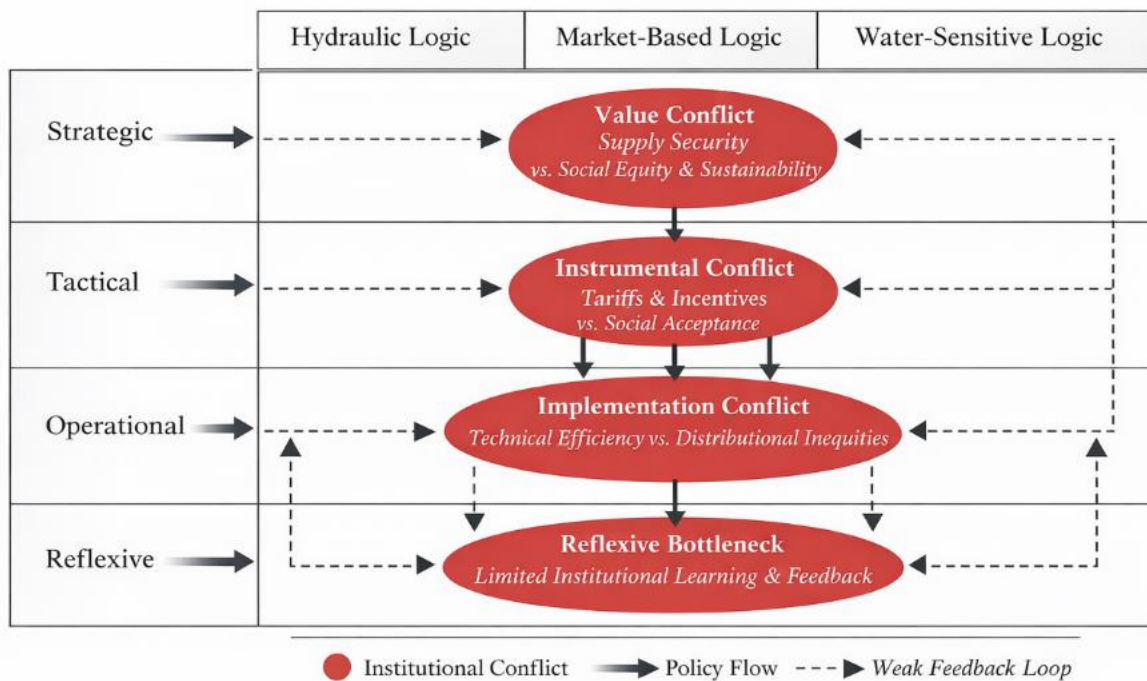 Hydraulic Logic
Market-Based Logic
Water-Sensitive Logic
Strategic
Value Conflict
Supply Security
vs. Social Equity & Sustainability
Tactical
Instrumental Conflict
Tariffs & Incentives
vs. Social Acceptance
Operational
Implementation Conflict
Technical Efficiency vs. Distributional Inequities
Reflexive
Reflexive Bottleneck
Limited Institutional Learning & Feedback
Institutional Conflict
Policy Flow
Weak Feedback Loop